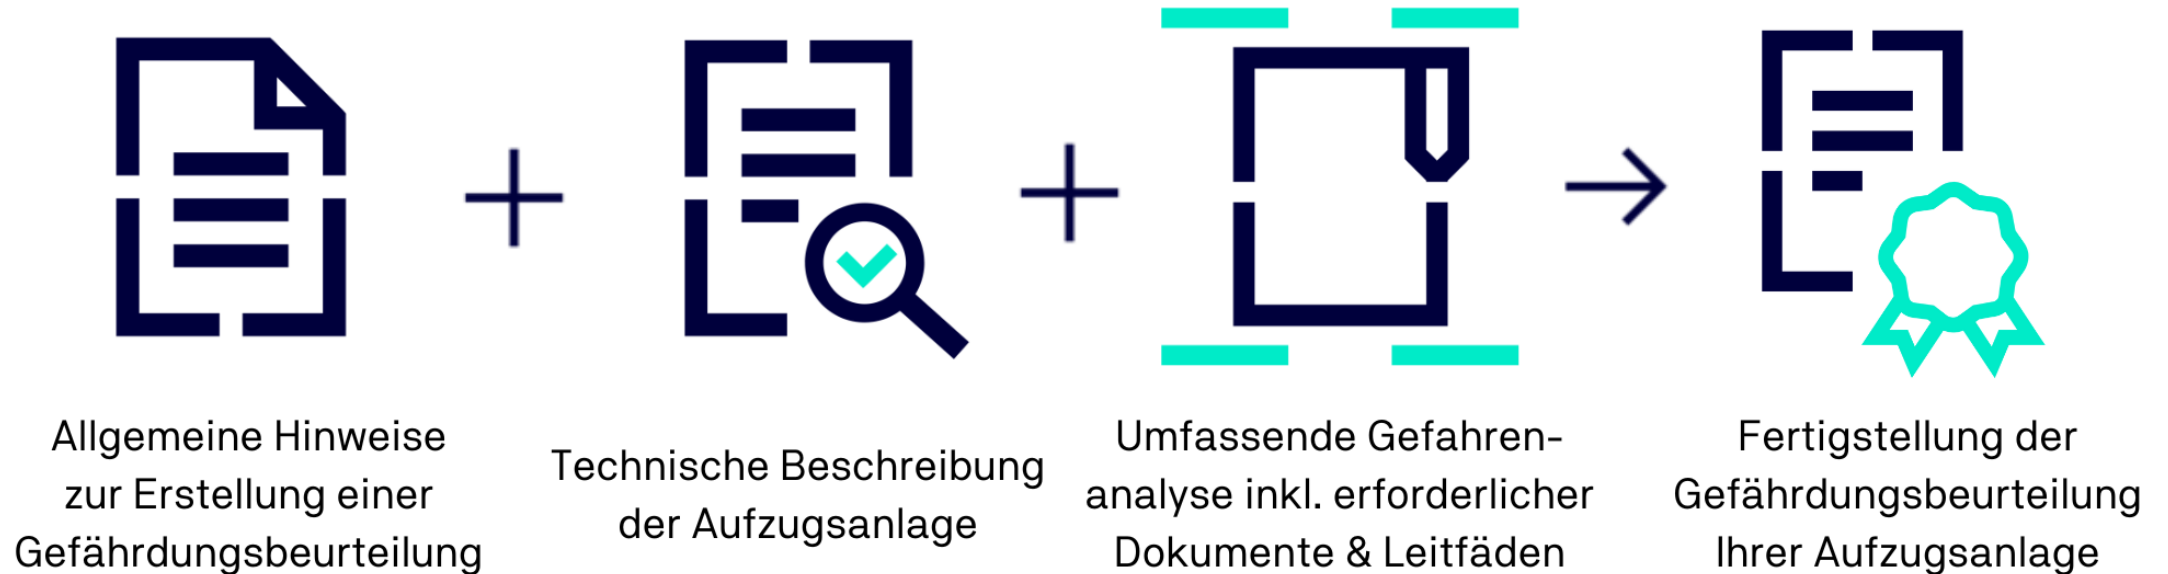 Allgemeine Hinweise
zur Erstellung einer
Gefährdungsbeurteilung
Technische Beschreibung
der Aufzugsanlage
Umfassende Gefahren-
analyse inkl. erforderlicher
Dokumente & Leitfäden
Fertigstellung der
Gefährdungsbeurteilung
Ihrer Aufzugsanlage